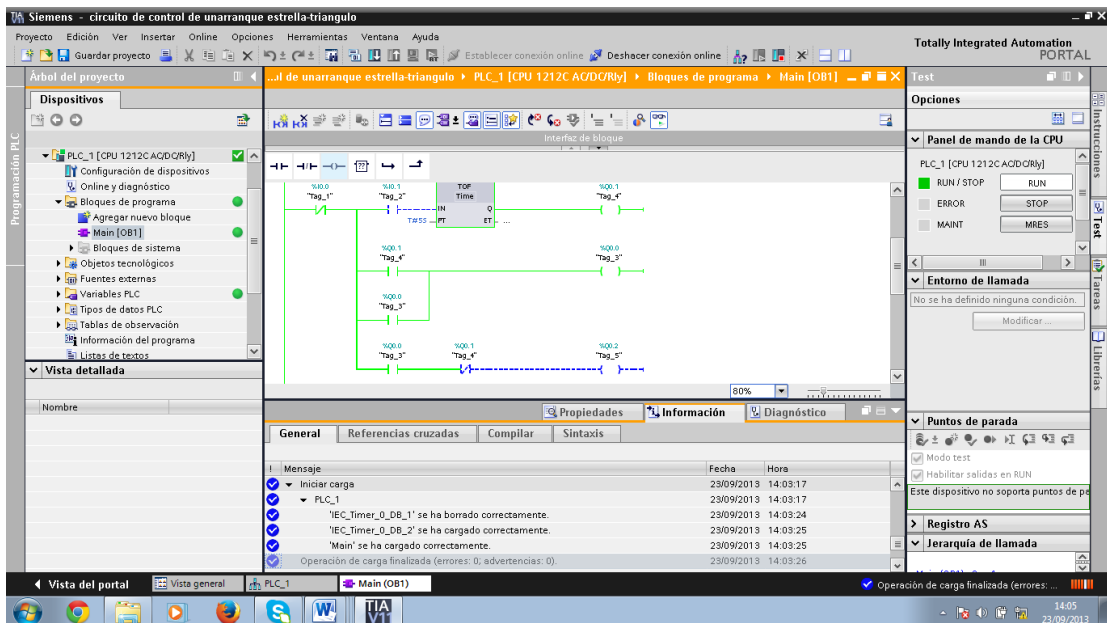 Siemens - circuito de control de unarranque estrella-triangulo
Proyecto Edición Ver Insertar Online Opciones Herramientas Ventana Ayuda
Totally Integrated Automation
PORTAL
Guardar proyecto
Establecer conexión online
Deshacer conexión online
Árbol del proyecto
...ol de unarranque estrella-triangulo PLC_1 [CPU 1212C AC/DC/Rly] Bloques de programa Main [OB1]
Test
Dispositivos
Opciones
Interfaz de bloque
Programación PLC
PLC_1 [CPU 1212C AC/DC/Rly]
Configuración de dispositivos
Online y diagnóstico
Bloques de programa
Agregar nuevo bloque
Main [OB1]
Bloques de sistema
Objetos tecnológicos
Fuentes externas
Variables PLC
Tipos de datos PLC
Tablas de observación
Información del programa
Listas de textos
Vista detallada
Nombre
%I0.0 %I0.1 TOF %Q0.1
"Tag_1" "Tag_2" Time "Tag_4"
IN Q
T#5S PT ET ...
%Q0.1 %Q0.0
"Tag_4" "Tag_3"
%Q0.0
"Tag_3"
%Q0.0 %Q0.1 %Q0.2
"Tag_3" "Tag_4" "Tag_5"
80%
Propiedades Información Diagnóstico
General Referencias cruzadas Compilar Sintaxis
! Mensaje Fecha Hora
Iniciar carga 23/09/2013 14:03:17
PLC_1 23/09/2013 14:03:17
'IEC_Timer_0_DB_1' se ha borrado correctamente. 23/09/2013 14:03:24
'IEC_Timer_0_DB_2' se ha cargado correctamente. 23/09/2013 14:03:25
'Main' se ha cargado correctamente. 23/09/2013 14:03:25
Operación de carga finalizada (errores: 0; advertencias: 0). 23/09/2013 14:03:26
Panel de mando de la CPU
PLC_1 [CPU 1212C AC/DC/Rly]
RUN / STOP RUN
ERROR STOP
MAINT MRES
Entorno de llamada
No se ha definido ninguna condición.
Modificar ...
Puntos de parada
Modo test
Habilitar salidas en RUN
Este dispositivo no soporta puntos de pa
Registro AS
Jerarquía de llamada
Instrucciones
Test
Tareas
Librerías
Vista del portal Vista general PLC_1 Main (OB1)
Operación de carga finalizada (errores: ...
TIA
V11
14:05
23/09/2013